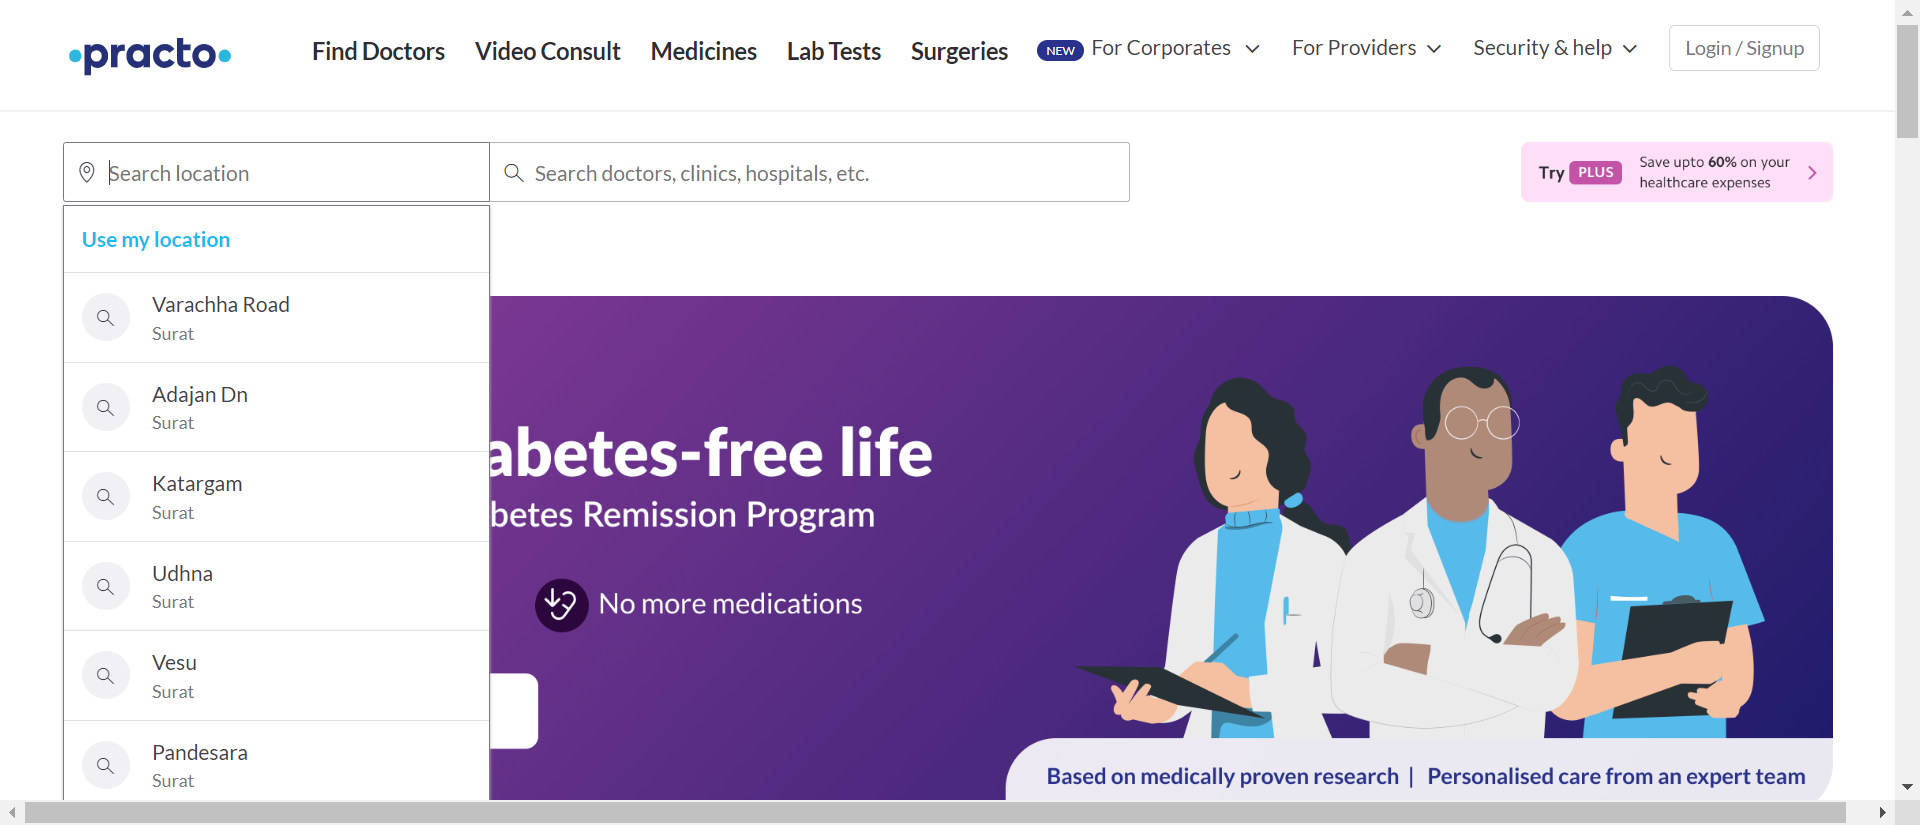 practo
Find Doctors
Video Consult
Medicines
Lab Tests
Surgeries
NEW For Corporates
For Providers
Security & help
Login / Signup
Search location
Search doctors, clinics, hospitals, etc.
Try PLUS
Save upto 60% on your
healthcare expenses
Use my location
Varachha Road
Surat
Adajan Dn
Surat
Katargam
Surat
Udhna
Surat
Vesu
Surat
Pandesara
Surat
abetes-free life
betes Remission Program
No more medications
Based on medically proven research | Personalised care from an expert team